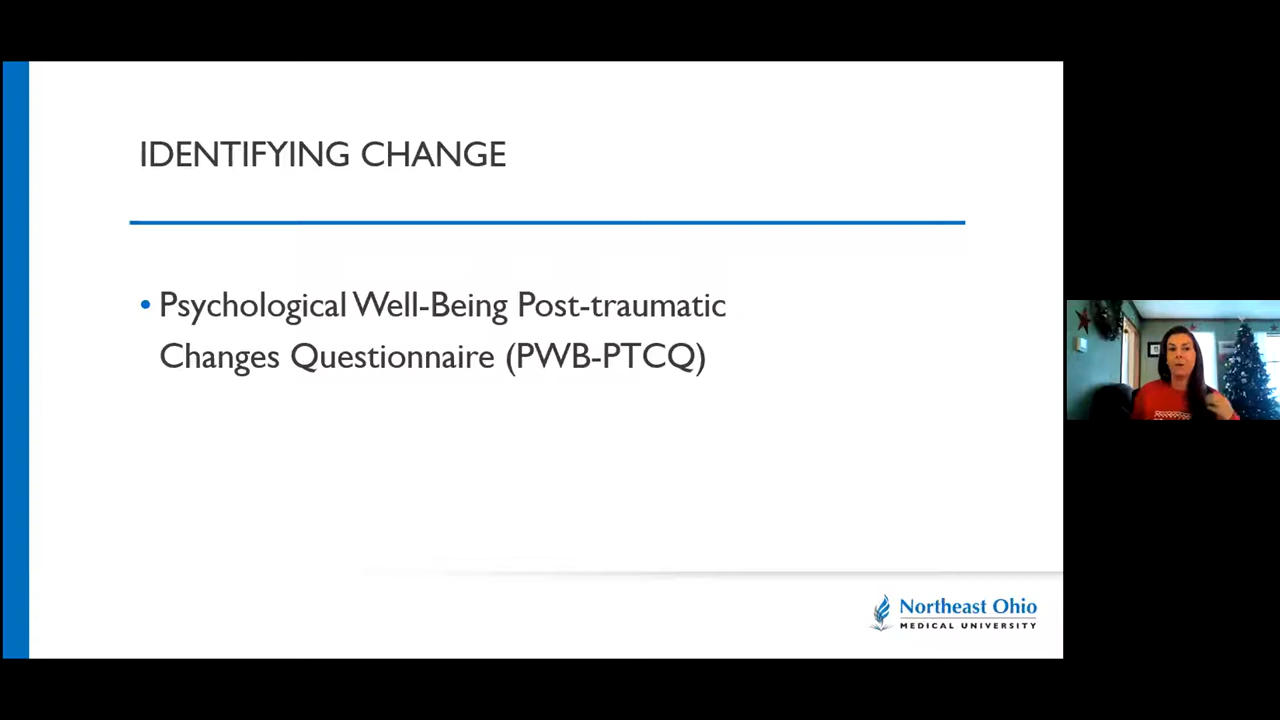 IDENTIFYING CHANGE
• Psychological Well-Being Post-traumatic
Changes Questionnaire (PWB-PTCQ)
Northeast Ohio
MEDICAL UNIVERSITY